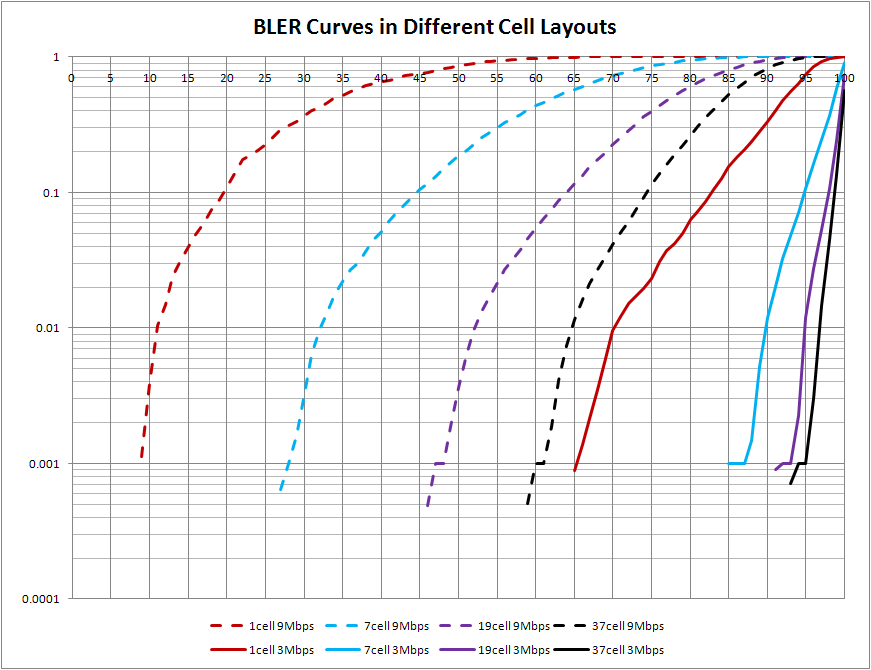 BLER Curves in Different Cell Layouts
1
0 5 10 15 20 25 30 35 40 45 50 55 60 65 70 75 80 85 90 95 100
0.1
0.01
0.001
0.0001
1cell 9Mbps 7cell 9Mbps 19cell 9Mbps 37cell 9Mbps
1cell 3Mbps 7cell 3Mbps 19cell 3Mbps 37cell 3Mbps